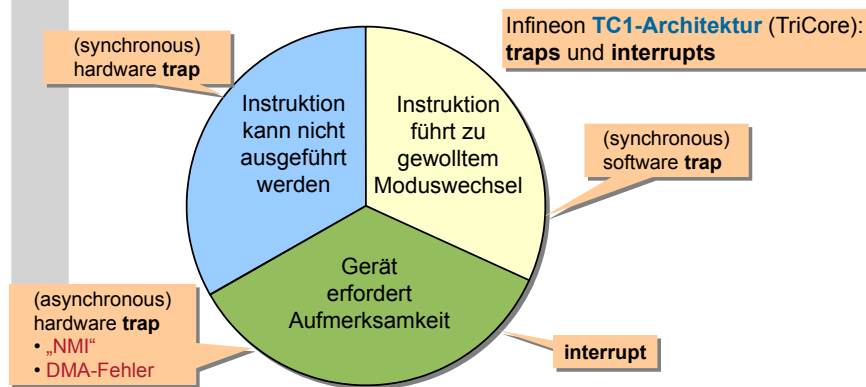 Infineon TC1-Architektur (TriCore):
traps und interrupts
(synchronous)
hardware trap
Instruktion
kann nicht
ausgeführt
werden
Instruktion
führt zu
gewolltem
Moduswechsel
(synchronous)
software trap
Gerät
erfordert
Aufmerksamkeit
(asynchronous)
hardware trap
• „NMI“
• DMA-Fehler
interrupt